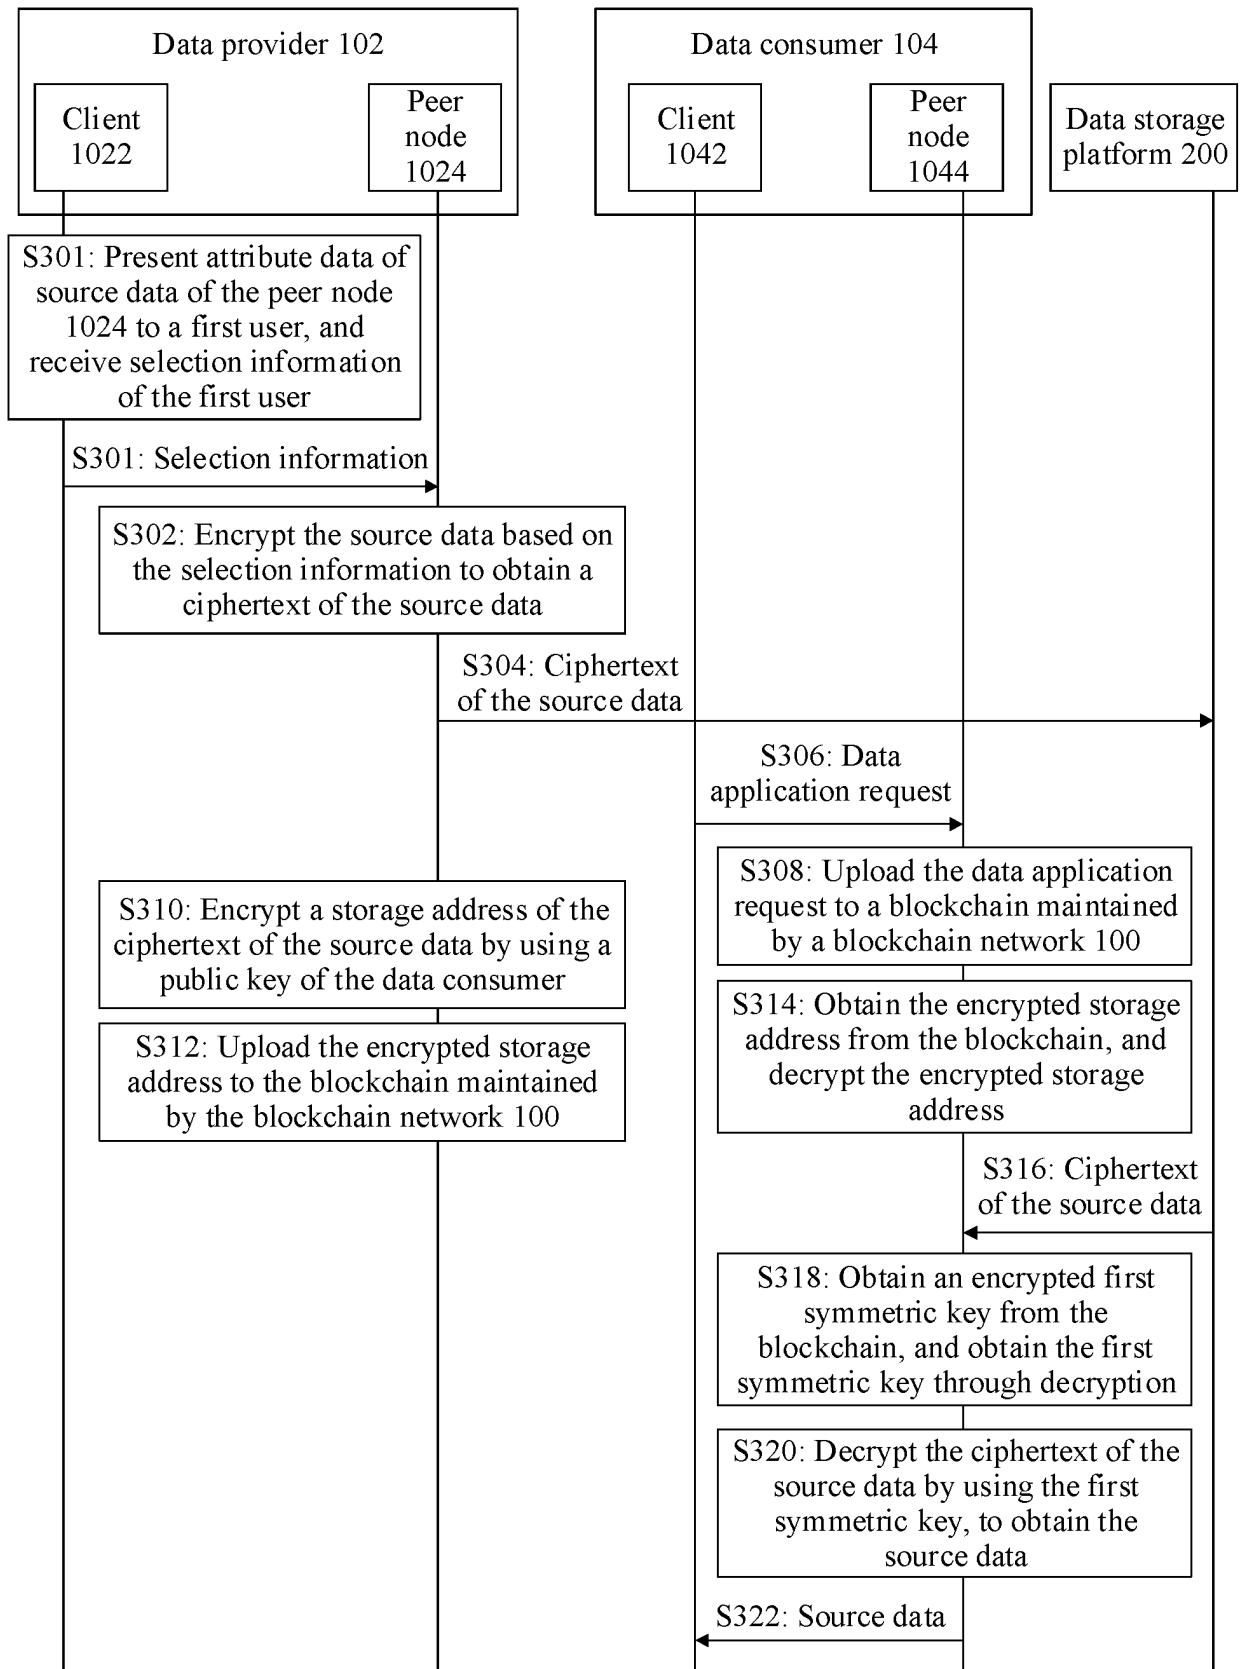 Data provider 102
Data consumer 104
Client
1022
Peer
node
1024
Client
1042
Peer
node
1044
Data storage
platform 200
S301: Present attribute data of
source data of the peer node
1024 to a first user, and
receive selection information
of the first user
S301: Selection information
S302: Encrypt the source data based on
the selection information to obtain a
ciphertext of the source data
S304: Ciphertext
of the source data
S306: Data
application request
S308: Upload the data application
request to a blockchain maintained
by a blockchain network 100
S310: Encrypt a storage address of the
ciphertext of the source data by using a
public key of the data consumer
S312: Upload the encrypted storage
address to the blockchain maintained
by the blockchain network 100
S314: Obtain the encrypted storage
address from the blockchain, and
decrypt the encrypted storage
address
S316: Ciphertext
of the source data
S318: Obtain an encrypted first
symmetric key from the
blockchain, and obtain the first
symmetric key through decryption
S320: Decrypt the ciphertext of the
source data by using the first
symmetric key, to obtain the
source data
S322: Source data